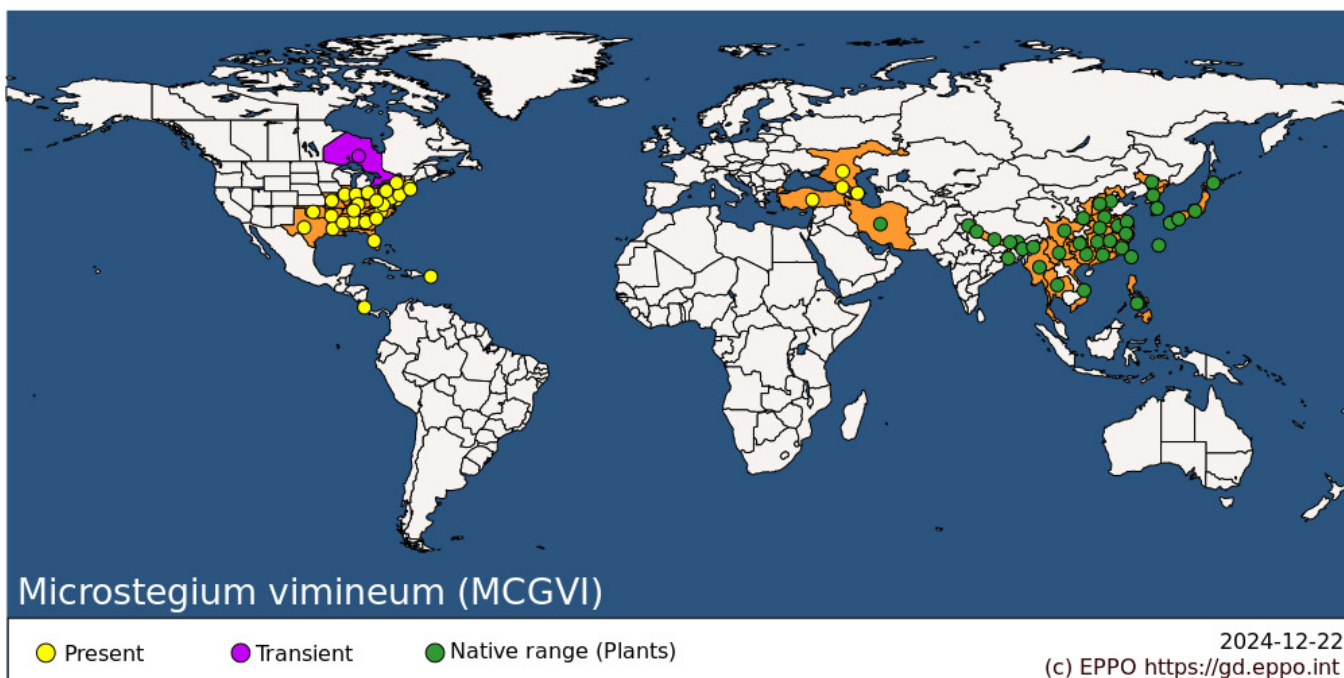 Microstegium vimineum (MCGVI)
Present
Transient
Native range (Plants)
2024-12-22
(c) EPPO https://gd.eppo.int